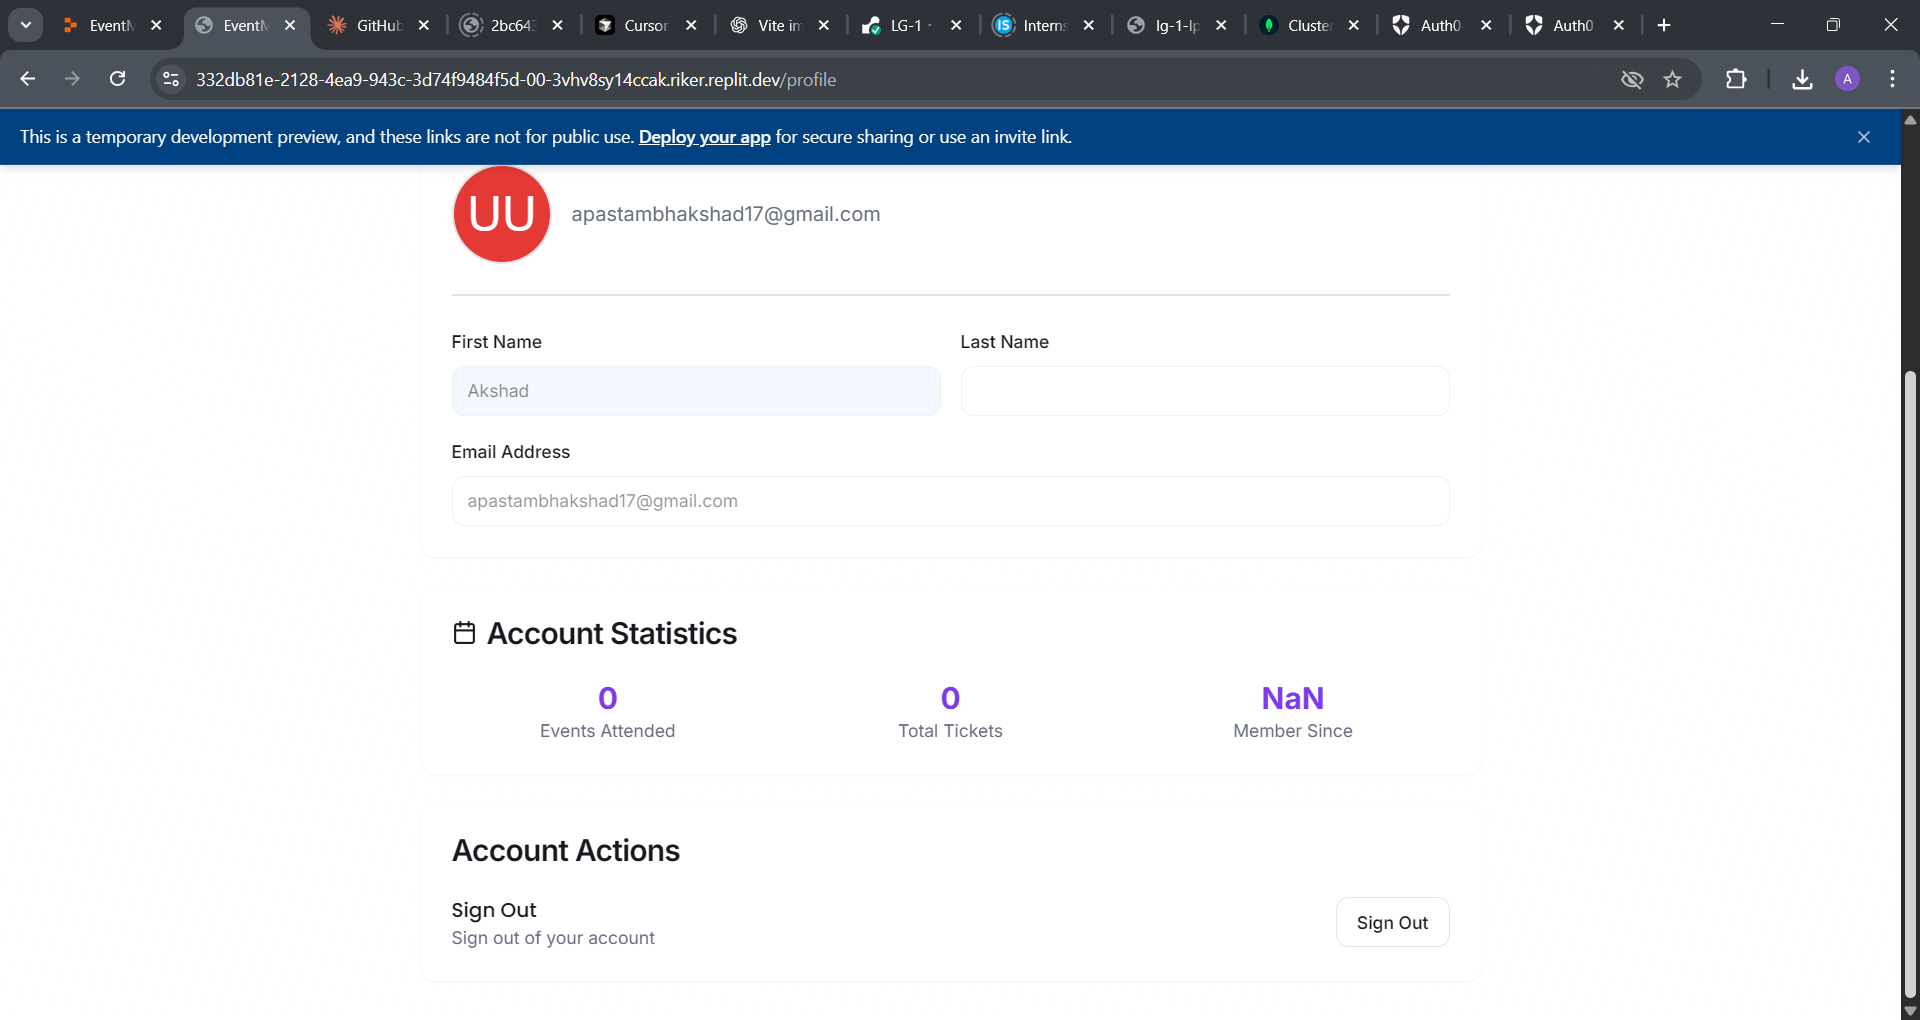 EventM
EventM
GitHub
2bc643
Cursor
Vite im
LG-1 -
Interns
lg-1-lp
Cluster
Auth0
Auth0
332db81e-2128-4ea9-943c-3d74f9484f5d-00-3vhv8sy14ccak.riker.replit.dev/profile
A
This is a temporary development preview, and these links are not for public use. Deploy your app for secure sharing or use an invite link.
UU
apastambhakshad17@gmail.com
First Name
Last Name
Akshad
Email Address
apastambhakshad17@gmail.com
Account Statistics
0
0
NaN
Events Attended
Total Tickets
Member Since
Account Actions
Sign Out
Sign out of your account
Sign Out